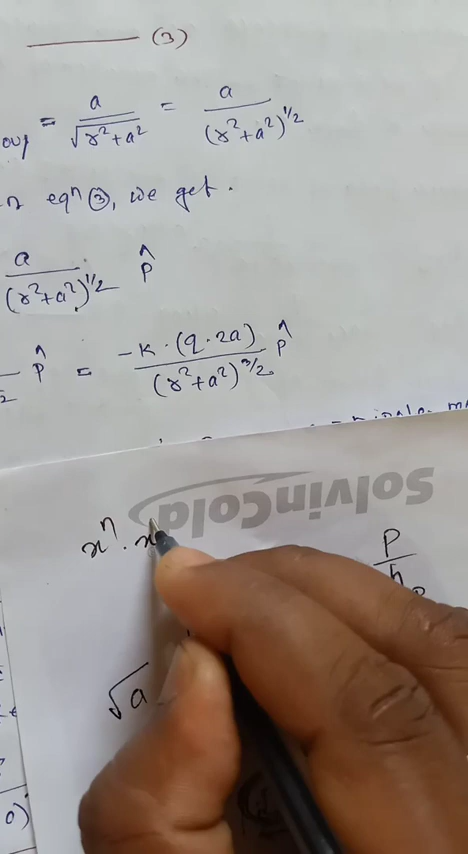 (3)
= a/√(r²+a²) = a/(r²+a²)^1/2
eqⁿ ③, we get.
a/(r²+a²)^1/2 p̂
p̂ = -k·(q·2a)/(r²+a²)^3/2 p̂
SolvinCold
xⁿ · x
P
h
√a